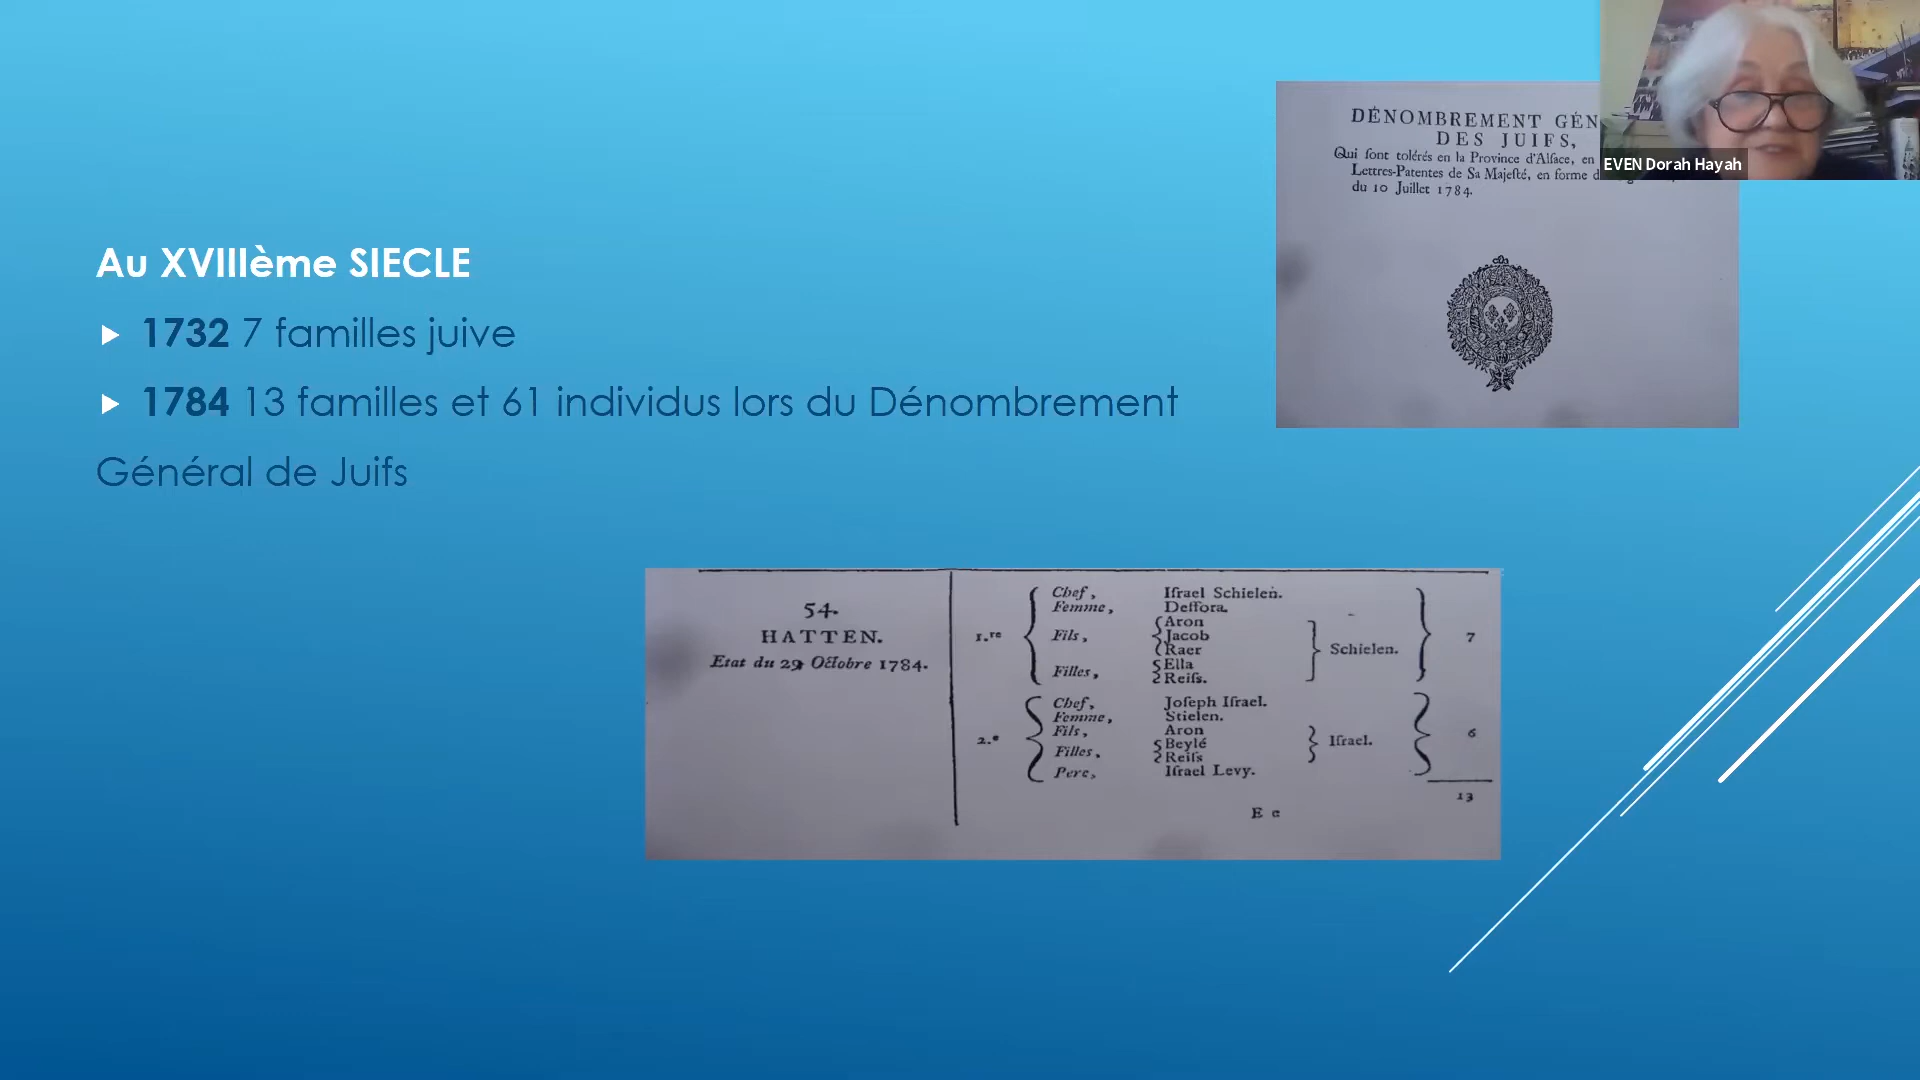 Au XVIIIème SIECLE
1732 7 familles juive
1784 13 familles et 61 individus lors du Dénombrement
Général de Juifs
DÉNOMBREMENT GÉN
DES JUIFS,
Qui ſont tolérés en la Province d'Alſace, en
Lettres-Patentes de Sa Majeſté, en forme
du 10 Juillet 1784.
EVEN Dorah Hayah
54.
HATTEN.
Etat du 29 Octobre 1784.
1.re
Chef, Iſrael Schielen.
Femme, Deſſora.
Fils, Aron
Jacob
Raer
Filles, Ella
Reiſs.
Schielen. 7
2.e
Chef, Joſeph Iſrael.
Femme, Stielen.
Fils, Aron
Filles, Beylé
Reiſs
Pere, Iſrael Levy.
Iſrael. 6
13
E e